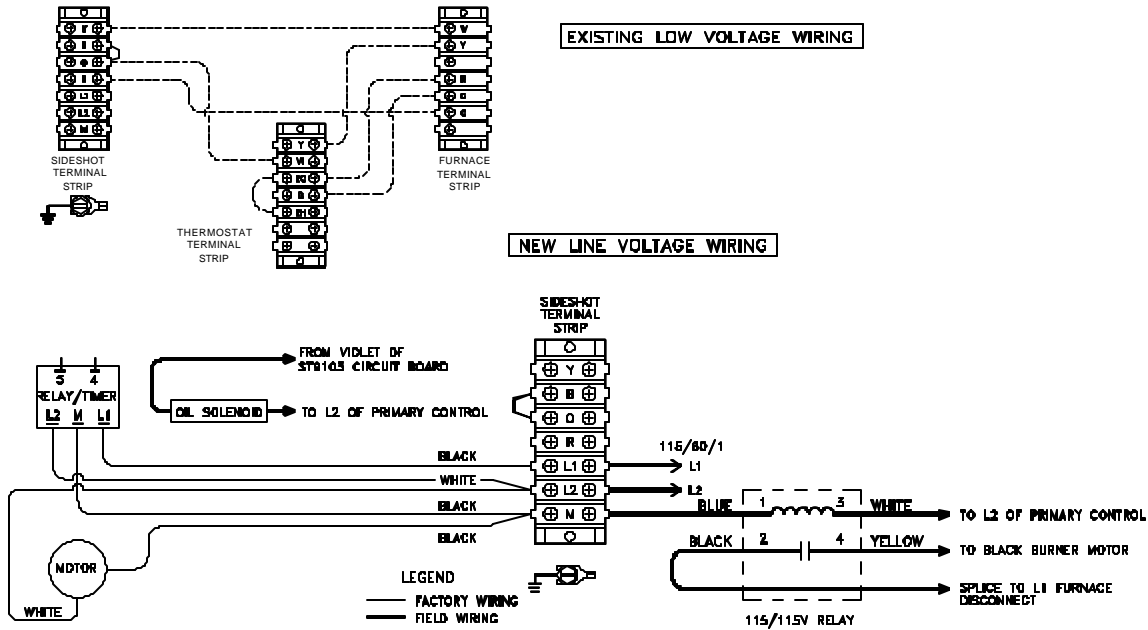 EXISTING LOW VOLTAGE WIRING
W
Y
Y
SIDESHOT
TERMINAL
STRIP
FURNACE
TERMINAL
STRIP
THERMOSTAT
TERMINAL
STRIP
NEW LINE VOLTAGE WIRING
SIDESHOT
TERMINAL
STRIP
FROM VIOLET OF
ST9103 CIRCUIT BOARD
5 4
RELAY/TIMER
L2 M L1
OIL SOLENOID
TO L2 OF PRIMARY CONTROL
Y
B
O
R
115/60/1
BLACK
L1
L1
WHITE
L2
L2
BLACK
M
BLUE
1 3
WHITE
TO L2 OF PRIMARY CONTROL
BLACK
BLACK
2 4
YELLOW
TO BLACK BURNER MOTOR
MOTOR
WHITE
LEGEND
FACTORY WIRING
FIELD WIRING
SPLICE TO L1 FURNACE
DISCONNECT
115/115V RELAY